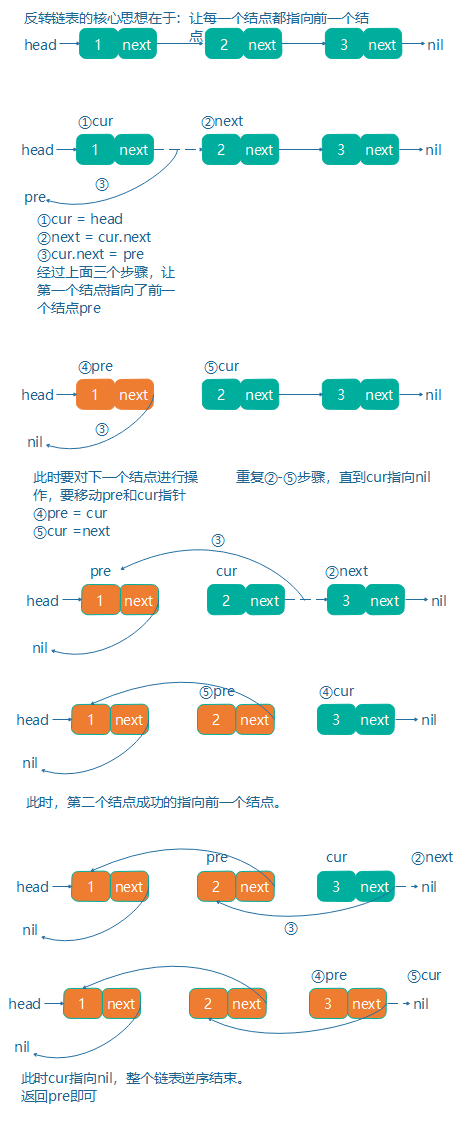 反转链表的核心思想在于：让每一个结点都指向前一个结
点
head 1 next 2 next 3 next nil
①cur ②next
head 1 next 2 next 3 next nil
③
pre
①cur = head
②next = cur.next
③cur.next = pre
经过上面三个步骤，让
第一个结点指向了前一
个结点pre
④pre ⑤cur
head 1 next 2 next 3 next nil
③
nil
此时要对下一个结点进行操
作，要移动pre和cur指针
④pre = cur
⑤cur =next
重复②-⑤步骤，直到cur指向nil
③
pre cur ②next
head 1 next 2 next 3 next nil
nil
⑤pre ④cur
head 1 next 2 next 3 next nil
nil
此时，第二个结点成功的指向前一个结点。
pre cur ②next
head 1 next 2 next 3 next nil
③
nil
④pre ⑤cur
head 1 next 2 next 3 next nil
nil
此时cur指向nil，整个链表逆序结束。
返回pre即可